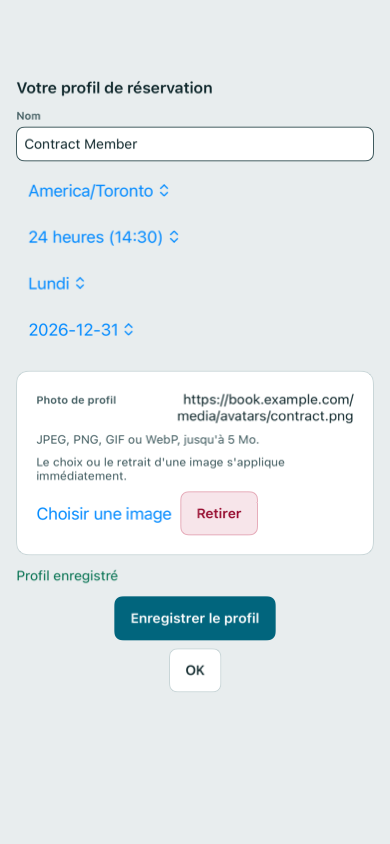 Votre profil de réservation
Nom
Contract Member
America/Toronto
24 heures (14:30)
Lundi
2026-12-31
Photo de profil
https://book.example.com/
media/avatars/contract.png
JPEG, PNG, GIF ou WebP, jusqu'à 5 Mo.
Le choix ou le retrait d'une image s'applique
immédiatement.
Choisir une image
Retirer
Profil enregistré
Enregistrer le profil
OK